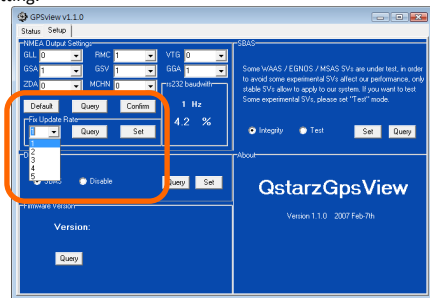 tting.
GPSview v1.1.0
Status Setup
NMEA Output Settings
GLL 0 RMC 1 VTG 0
GSA 1 GSV 1 GGA 1
ZDA 0 MCHN 0
rs232 baudwidth
1 Hz
4.2 %
Default Query Confirm
Fix Update Rate
1 Query Set
1
2
3
4
5
Disable
Query Set
Firmware Version
Version:
Query
SBAS
Some WAAS / EGNOS / MSAS SVs are under test, in order
to avoid some experimental SVs affect our performance, only
stable SVs allow to apply to our system. If you want to test
Some experimental SVs, please set "Test" mode.
Integrity Test Set Query
About
QstarzGpsView
Version 1.1.0 2007 Feb-7th